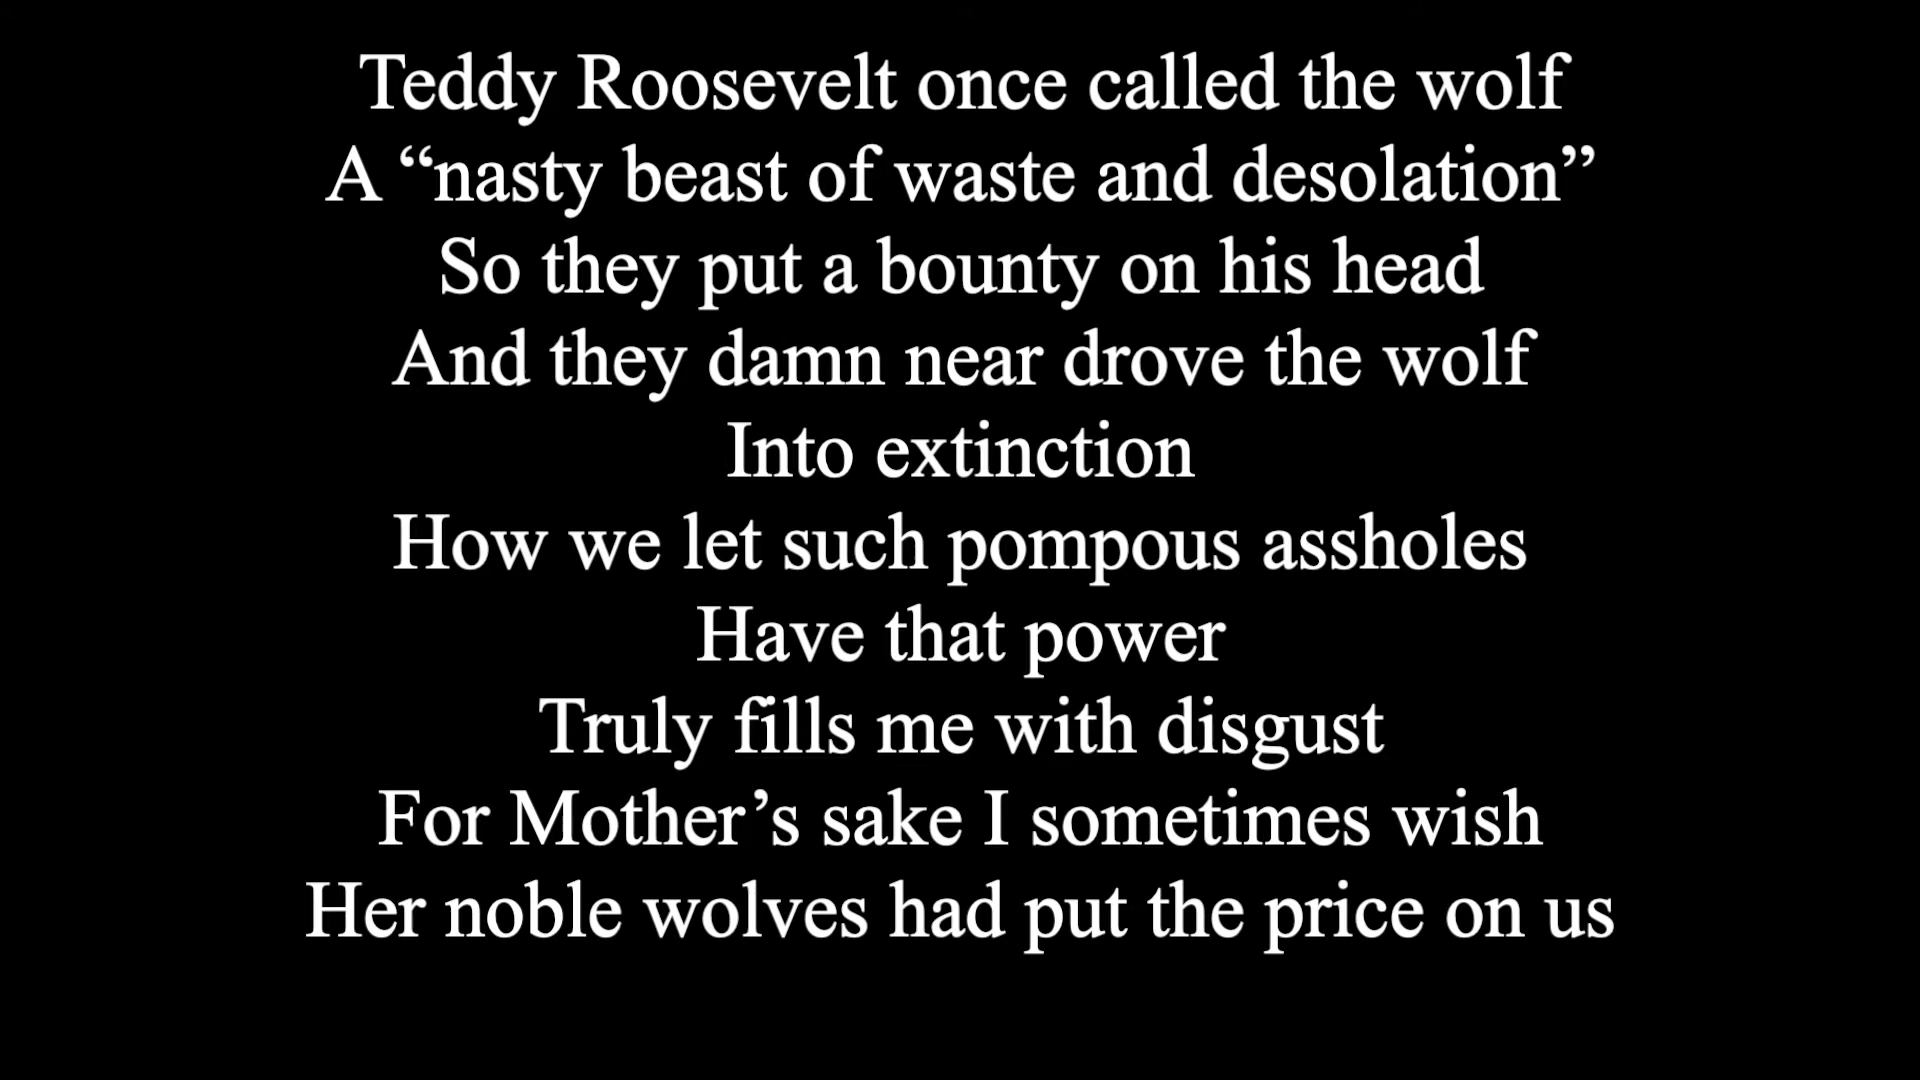 Teddy Roosevelt once called the wolf
A “nasty beast of waste and desolation”
So they put a bounty on his head
And they damn near drove the wolf
Into extinction
How we let such pompous assholes
Have that power
Truly fills me with disgust
For Mother’s sake I sometimes wish
Her noble wolves had put the price on us